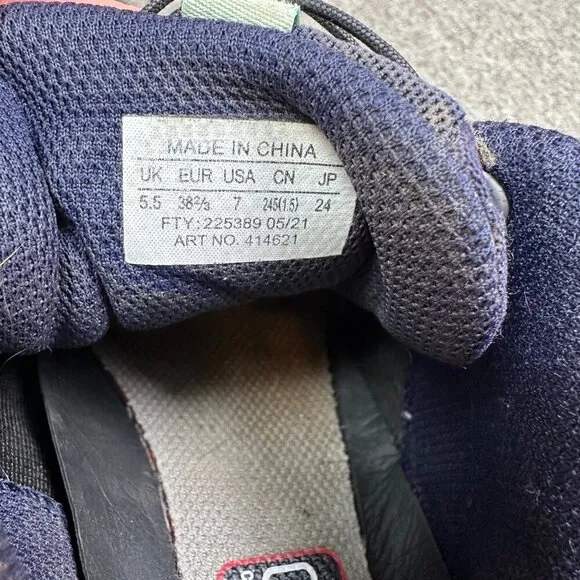 MADE IN CHINA
UK EUR USA CN JP
5.5 38⅔ 7 245(1.5) 24
FTY: 225389 05/21
ART NO. 414621